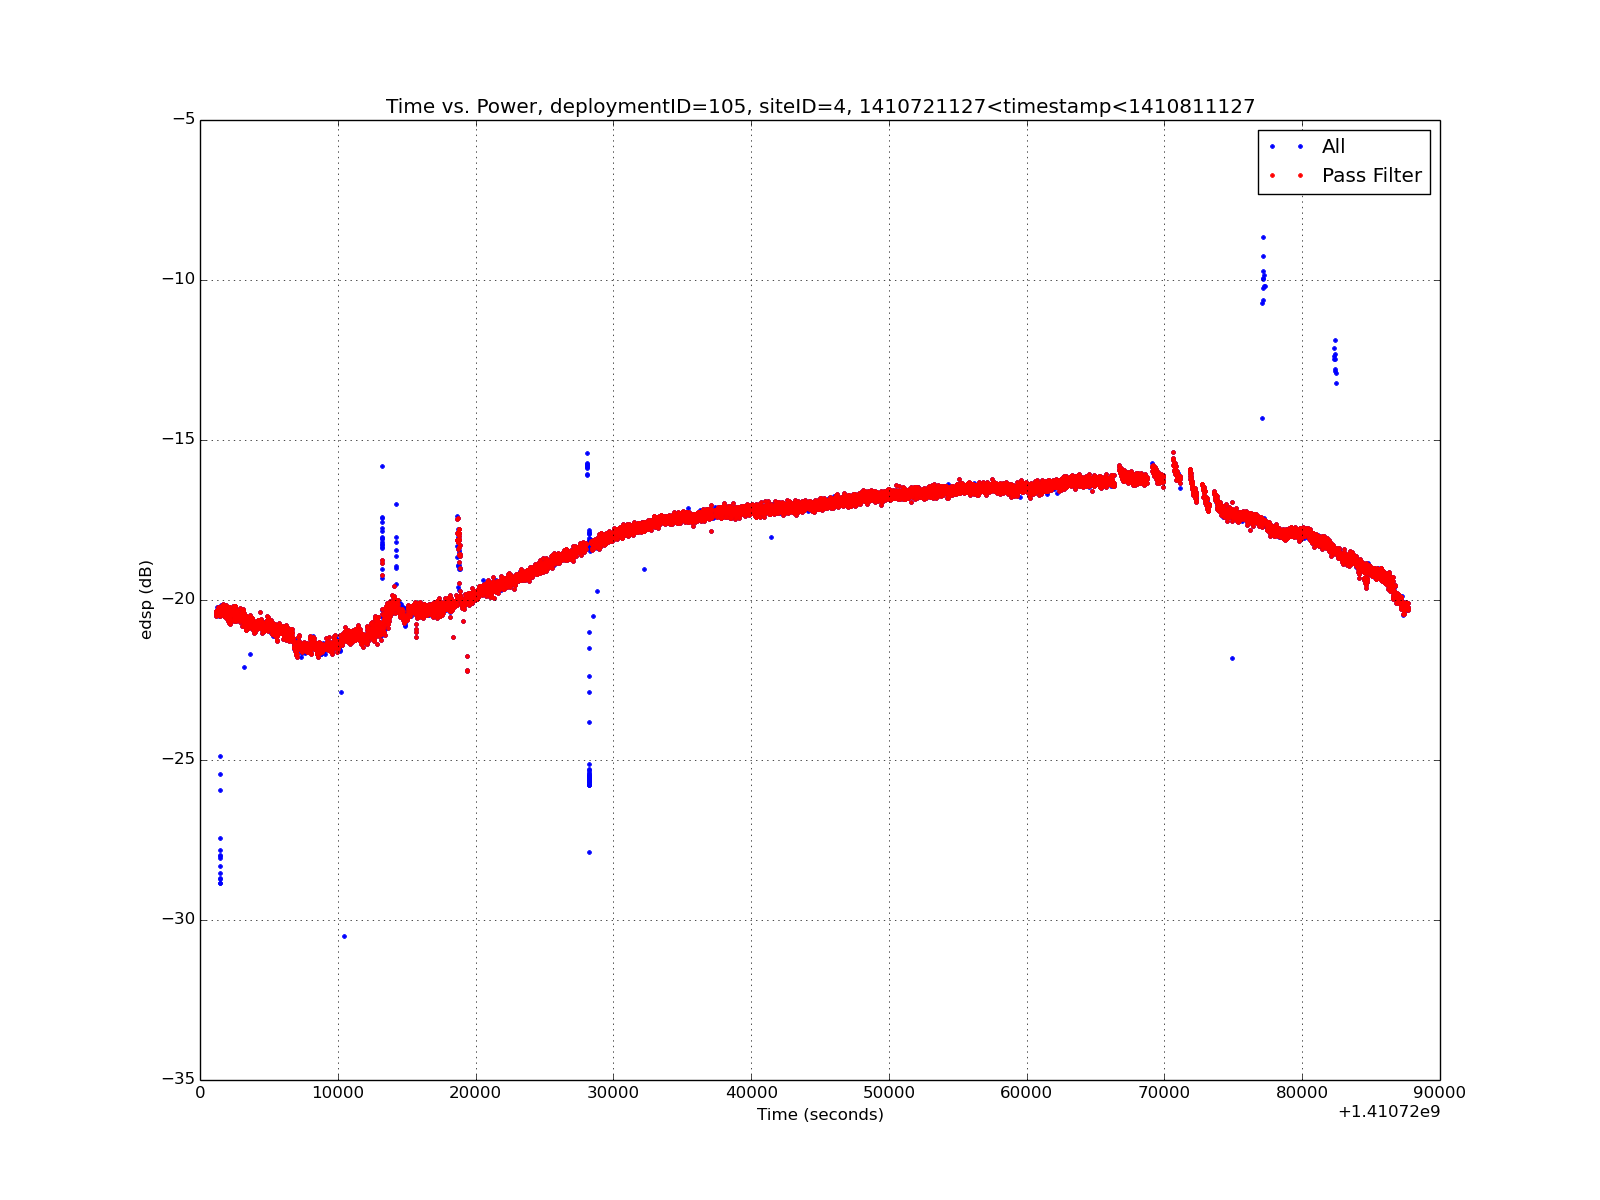 Time vs. Power, deploymentID=105, siteID=4, 1410721127<timestamp<1410811127
−5
All
Pass Filter
−10
−15
−20
edsp (dB)
−25
−30
−35
0 10000 20000 30000 40000 50000 60000 70000 80000 90000
Time (seconds)
+1.41072e9